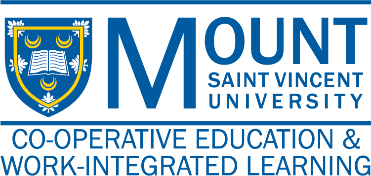 MOUNT
SAINT VINCENT
UNIVERSITY
CO-OPERATIVE EDUCATION &
WORK-INTEGRATED LEARNING